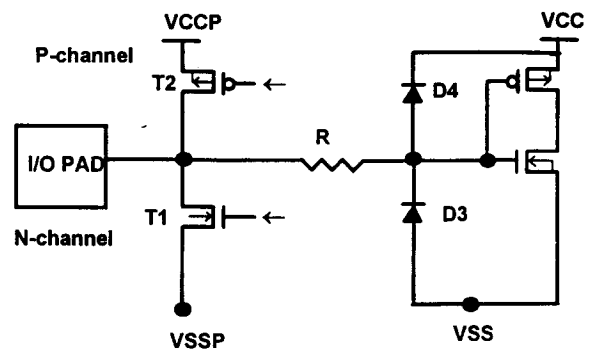 VCCP
VCC
P-channel
T2
D4
R
I/O PAD
T1
D3
N-channel
VSSP
VSS